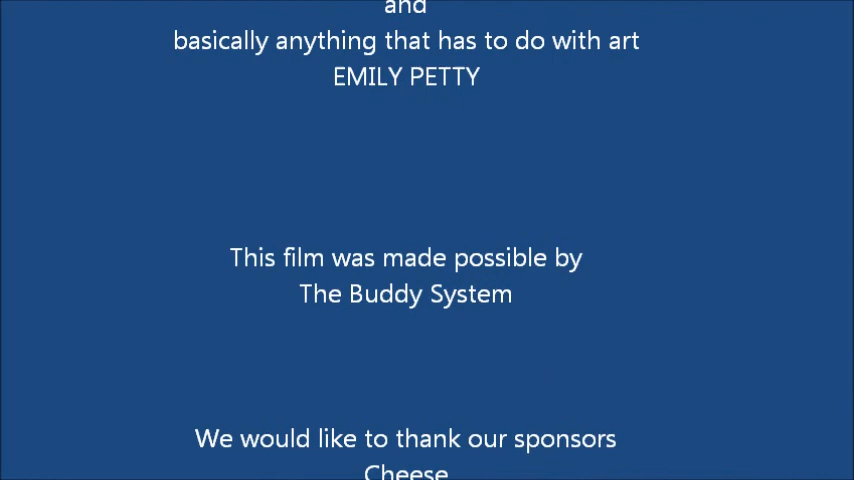 and
basically anything that has to do with art
EMILY PETTY
This film was made possible by
The Buddy System
We would like to thank our sponsors
Cheese